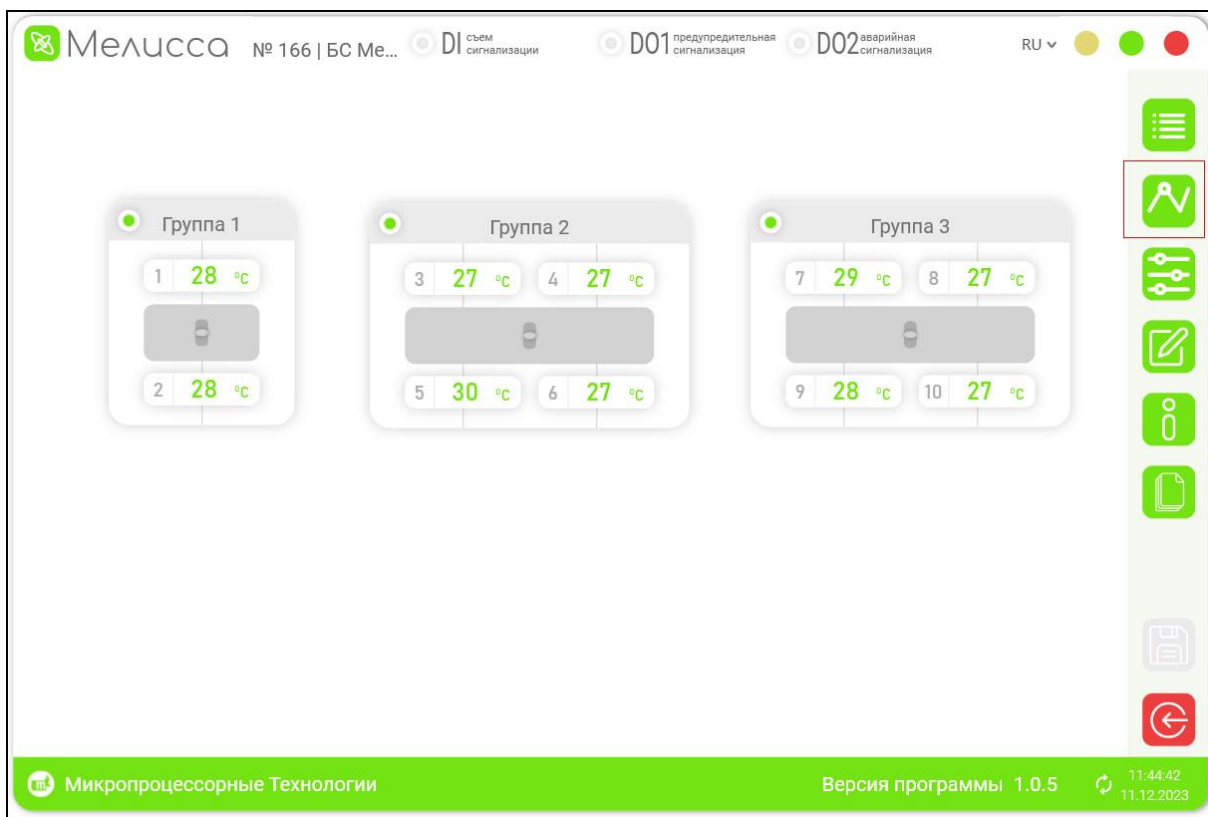 Мелисса № 166 | БС Ме... DI съем сигнализации DO1 предупредительная сигнализация DO2 аварийная сигнализация RU
Группа 1 Группа 2 Группа 3
1 28 °C 3 27 °C 4 27 °C 7 29 °C 8 27 °C
2 28 °C 5 30 °C 6 27 °C 9 28 °C 10 27 °C
mt Микропроцессорные Технологии Версия программы 1.0.5 11:44:42
11.12.2023